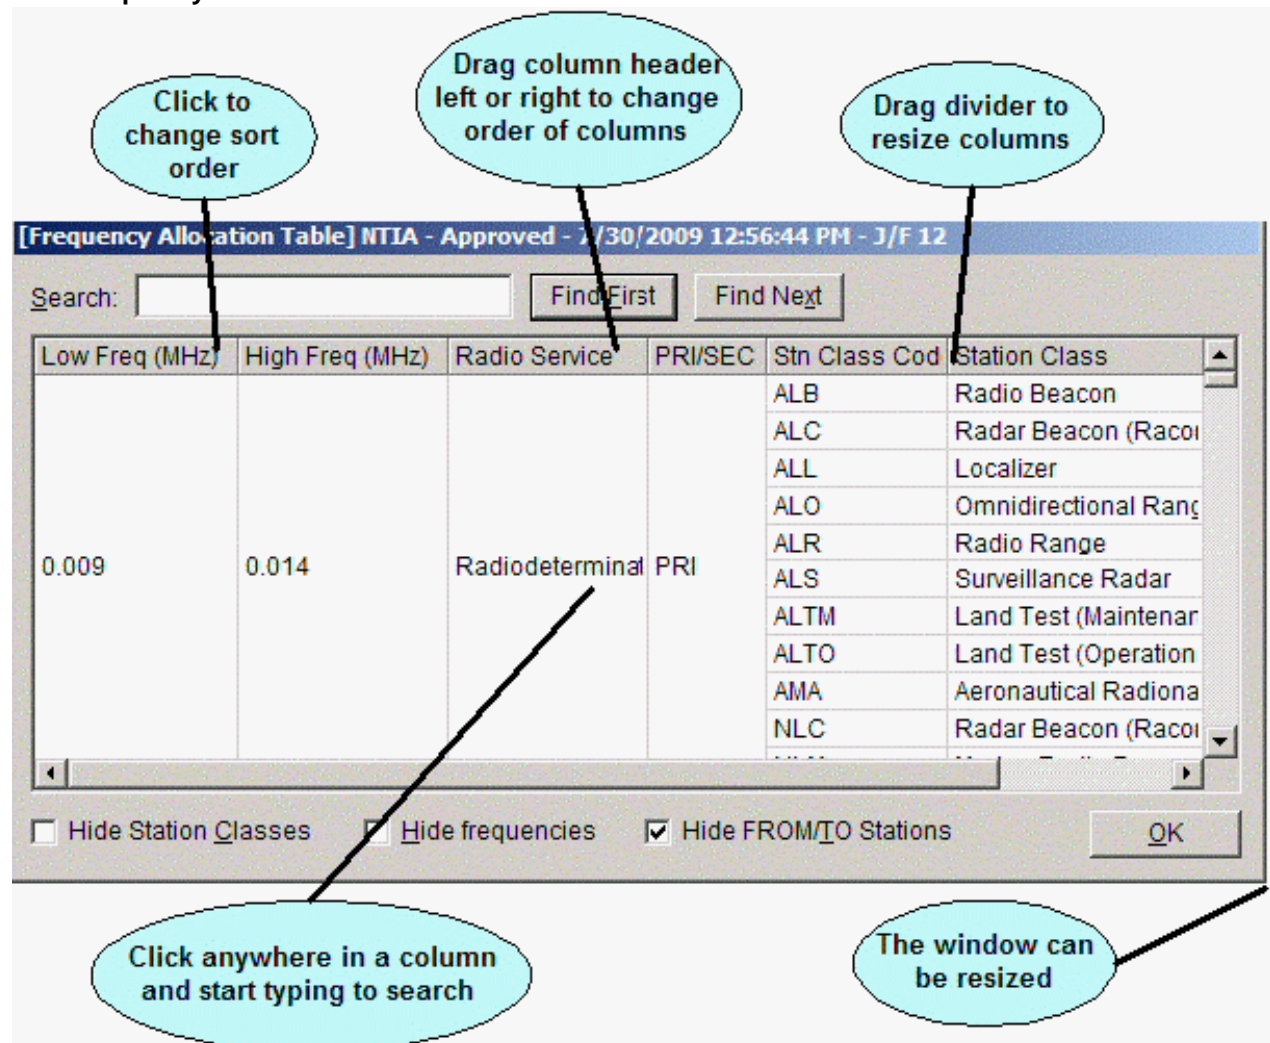 Drag column header
left or right to change
order of columns
Click to
change sort
order
Drag divider to
resize columns
[Frequency Allocation Table] NTIA - Approved - 7/30/2009 12:56:44 PM - J/F 12
Search:
Find First
Find Next
Low Freq (MHz) High Freq (MHz) Radio Service PRI/SEC Stn Class Cod Station Class
ALB Radio Beacon
ALC Radar Beacon (Racon
ALL Localizer
ALO Omnidirectional Rang
ALR Radio Range
0.009 0.014 Radiodeterminat PRI
ALS Surveillance Radar
ALTM Land Test (Maintenan
ALTO Land Test (Operation
AMA Aeronautical Radiona
NLC Radar Beacon (Racon
Hide Station Classes Hide frequencies Hide FROM/TO Stations OK
Click anywhere in a column
and start typing to search
The window can
be resized